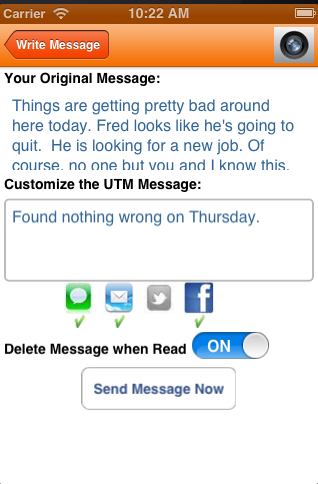 Carrier 10:22 AM
Write Message
Your Original Message:
Things are getting pretty bad around
here today. Fred looks like he's going to
quit.  He is looking for a new job. Of
course, no one but you and I know this.
Customize the UTM Message:
Found nothing wrong on Thursday.
Delete Message when Read ON
Send Message Now